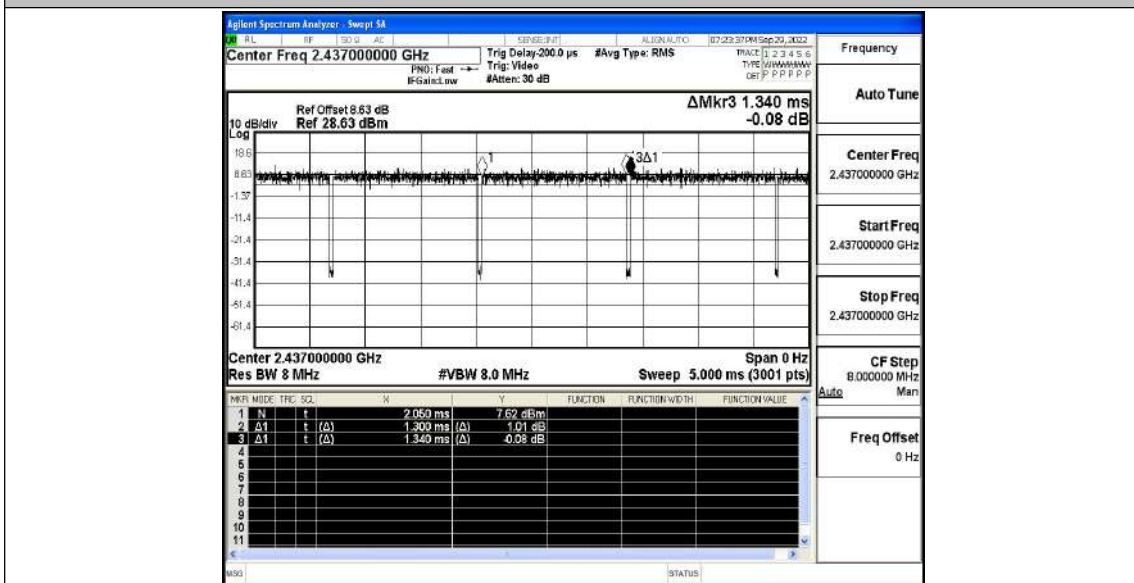 Agilent Spectrum Analyzer - Swept SA
RL RF 50 Ω AC SENSE:INT ALIGNAUTO 07:23:37PM Sep 29, 2022
Center Freq 2.437000000 GHz
PNO: Fast
IFGain:Low
Trig Delay-200.0 µs
Trig: Video
#Atten: 30 dB
#Avg Type: RMS
TRACE 1 2 3 4 5 6
TYPE
DET P P P P P P
Ref Offset 8.63 dB
10 dB/div Ref 28.63 dBm
Log
ΔMkr3 1.340 ms
-0.08 dB
18.6
8.63
-1.37
-11.4
-21.4
-31.4
-41.4
-51.4
-61.4
1
3Δ1
Center 2.437000000 GHz Span 0 Hz
Res BW 8 MHz #VBW 8.0 MHz Sweep 5.000 ms (3001 pts)
MKR MODE TRC SCL X Y FUNCTION FUNCTION WIDTH FUNCTION VALUE
1 N t 2.050 ms 7.62 dBm
2 Δ1 t (Δ) 1.300 ms (Δ) 1.01 dB
3 Δ1 t (Δ) 1.340 ms (Δ) -0.08 dB
4
5
6
7
8
9
10
11
MSG STATUS
Frequency
Auto Tune
Center Freq
2.437000000 GHz
Start Freq
2.437000000 GHz
Stop Freq
2.437000000 GHz
CF Step
8.000000 MHz
Auto Man
Freq Offset
0 Hz